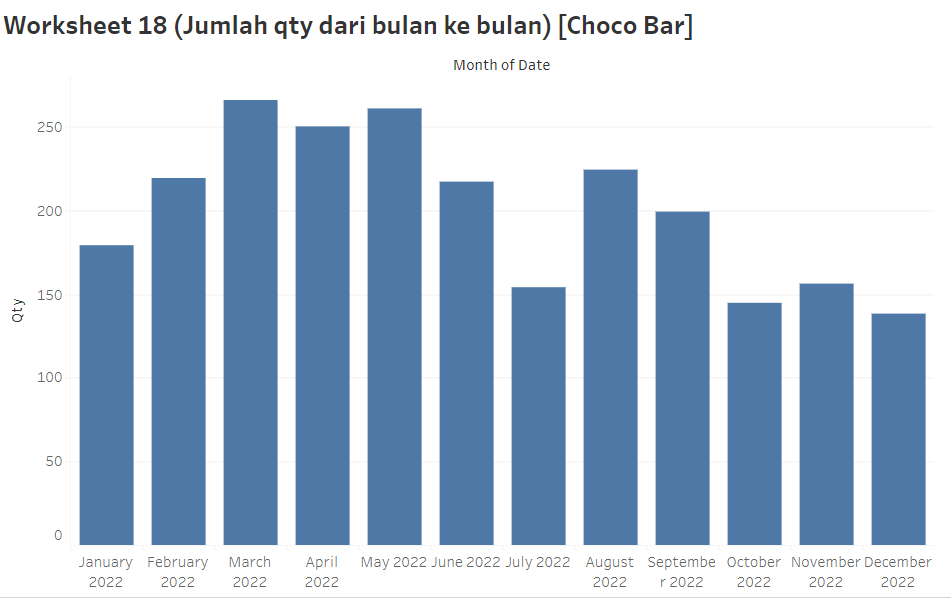 Worksheet 18 (Jumlah qty dari bulan ke bulan) [Choco Bar]
Month of Date
Qty
250
200
150
100
50
0
January 2022
February 2022
March 2022
April 2022
May 2022
June 2022
July 2022
August 2022
Septembe
r 2022
October 2022
November 2022
December 2022